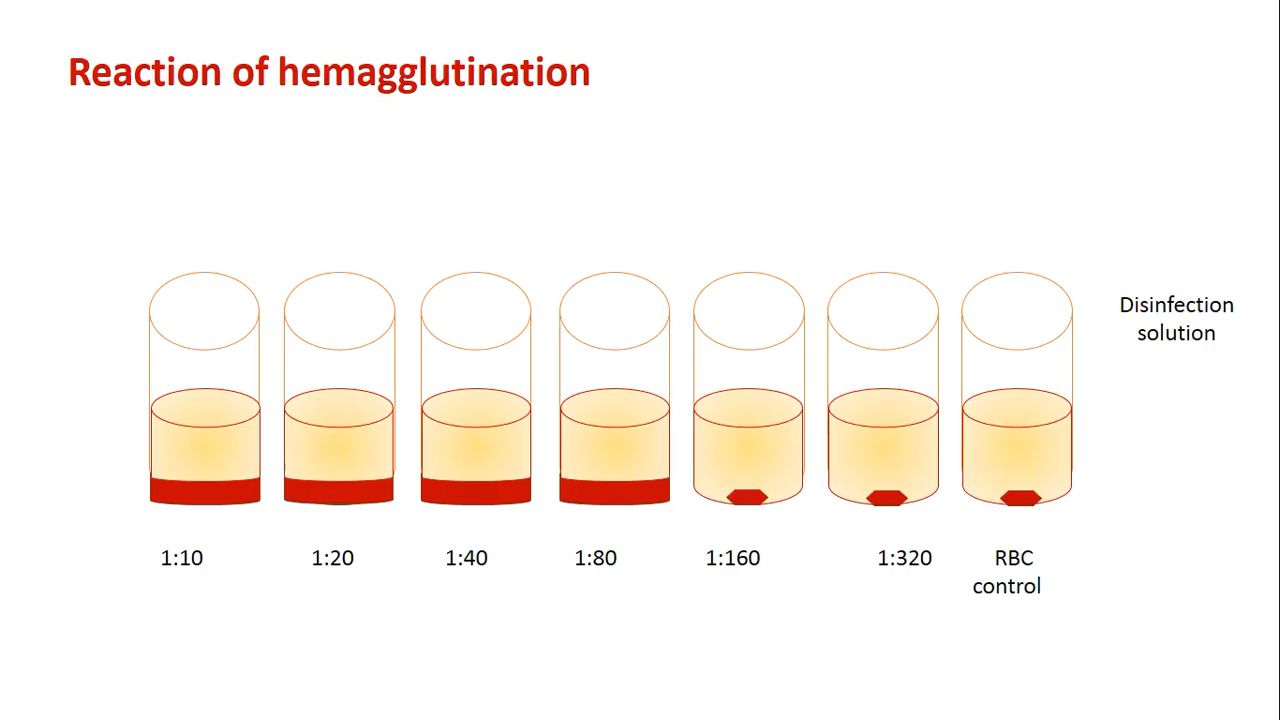 Reaction of hemagglutination
Disinfection
solution
1:10
1:20
1:40
1:80
1:160
1:320
RBC
control